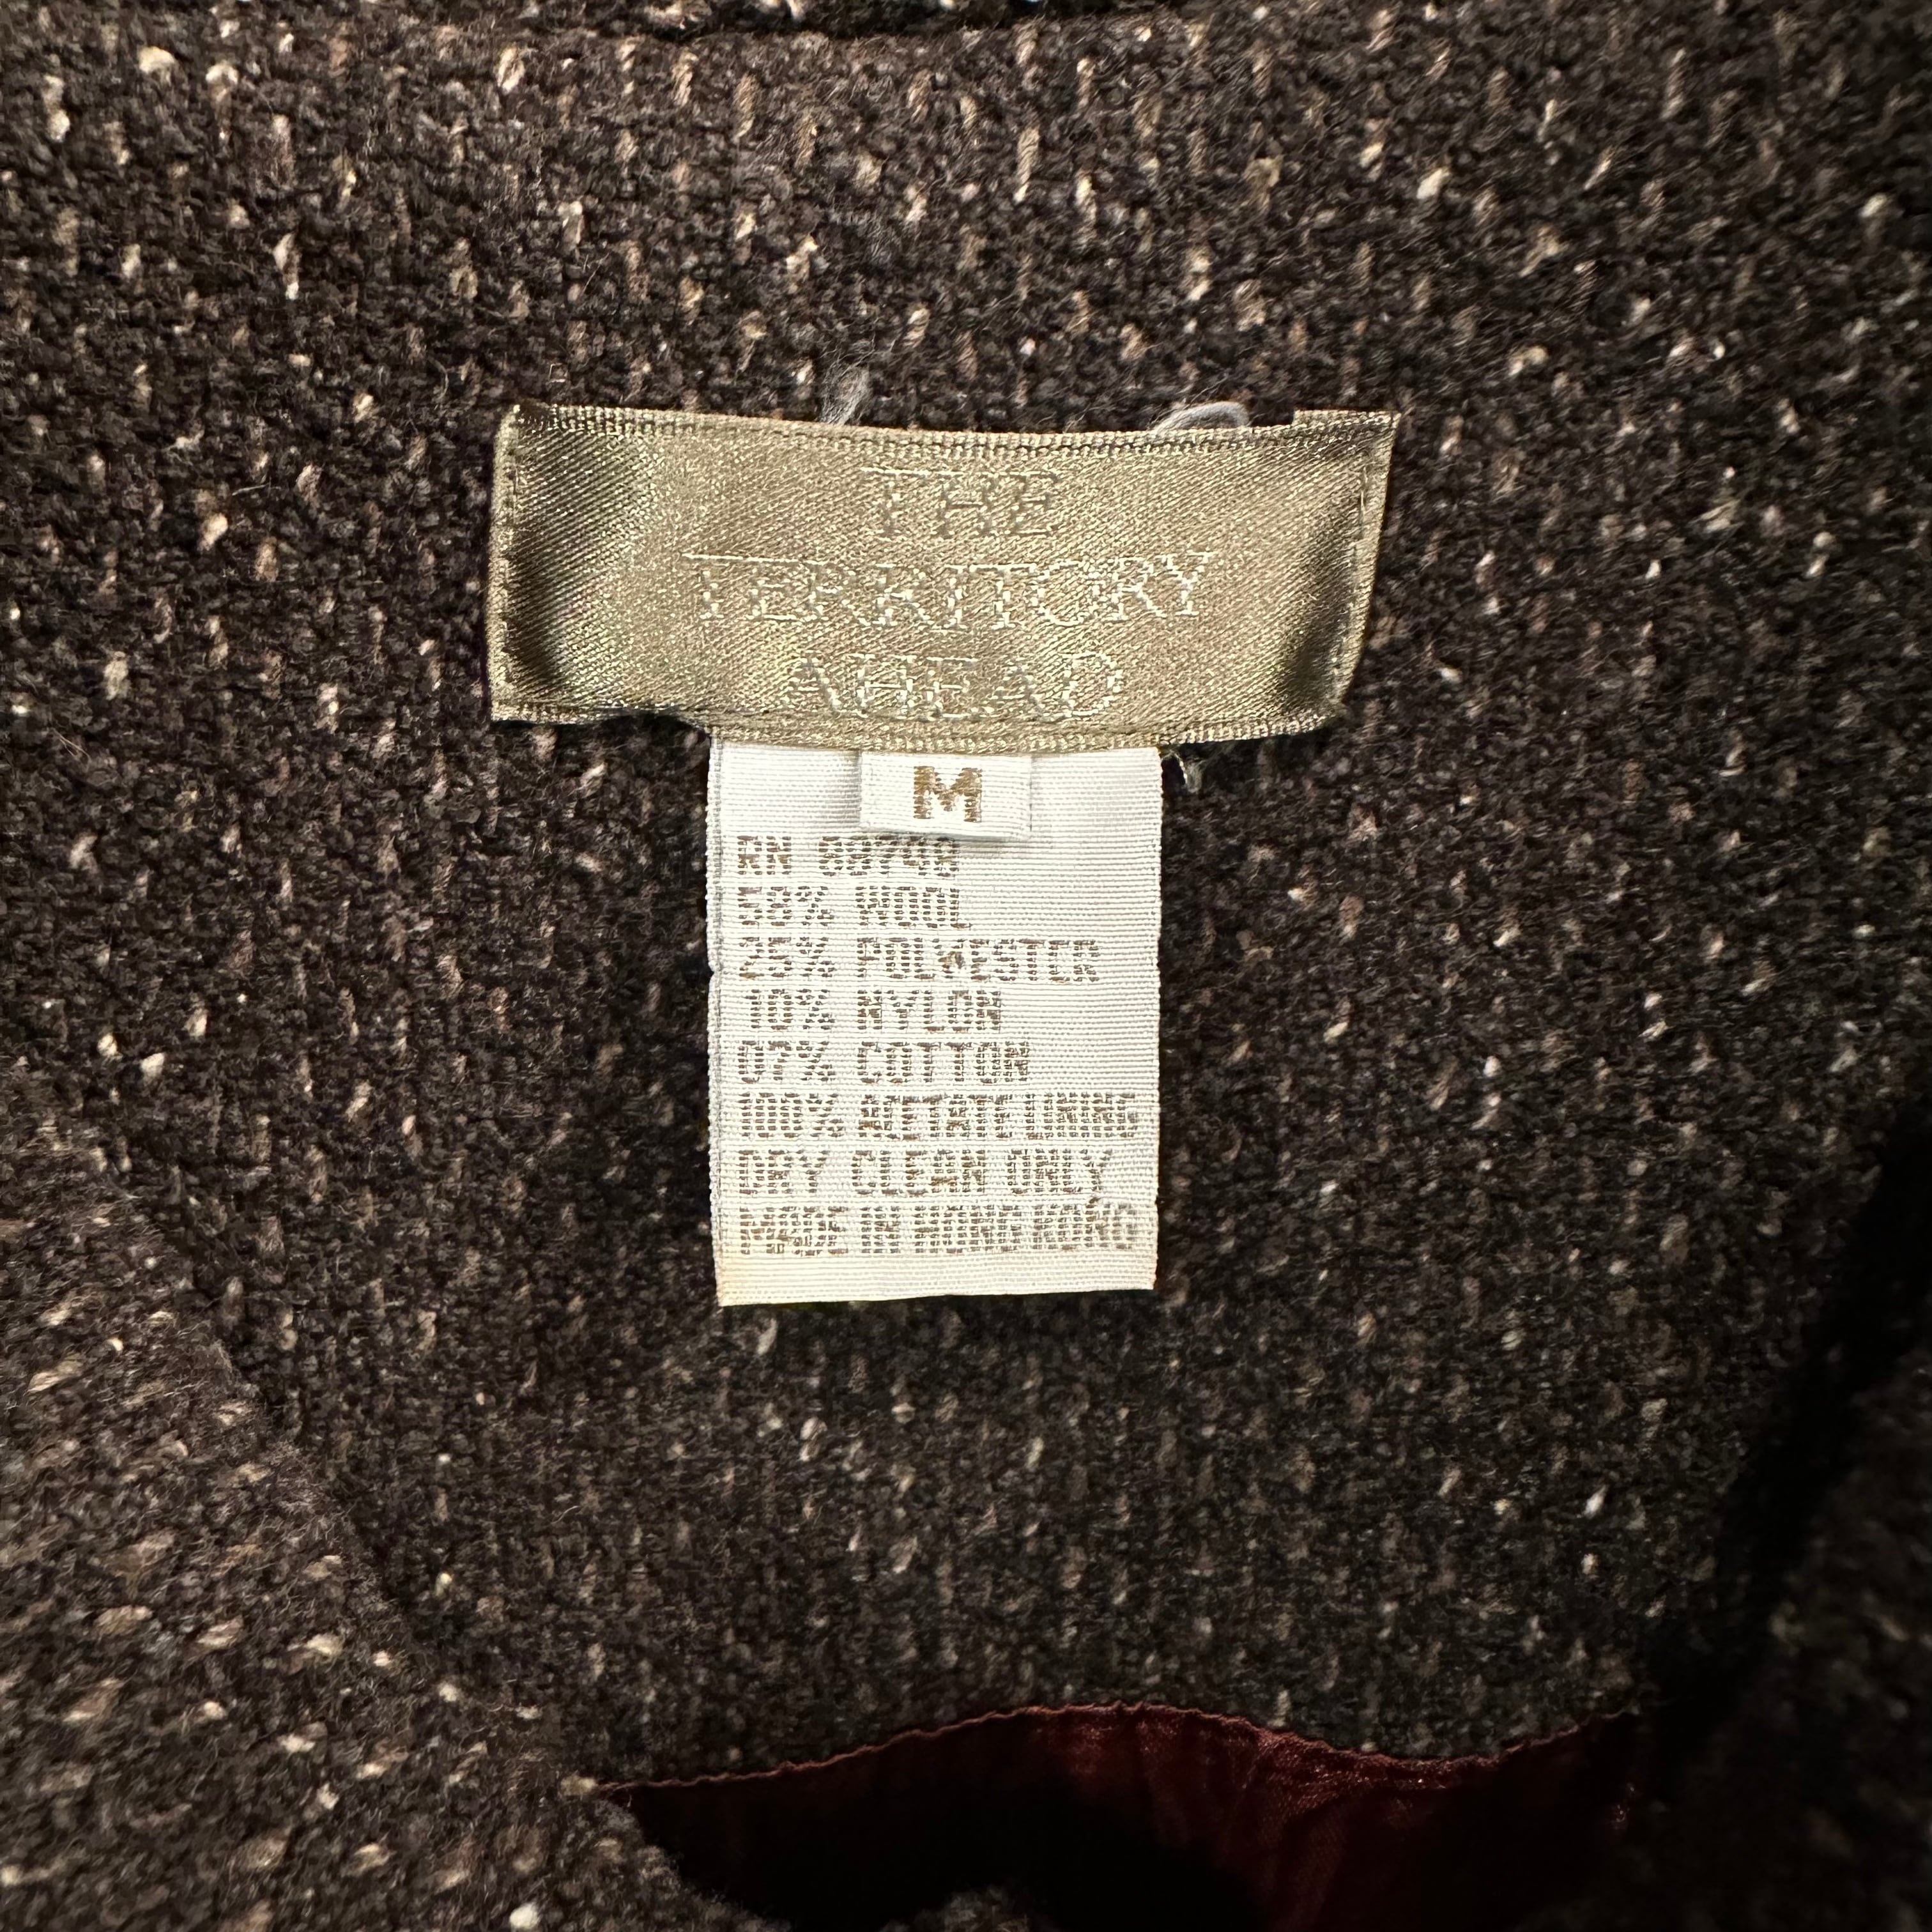 THE
TERRITORY
AHEAD
M
RN
58% WOOL
25% POLYESTER
10% NYLON
07% COTTON
100% ACETATE LINING
DRY CLEAN ONLY
MADE IN HONG KONG